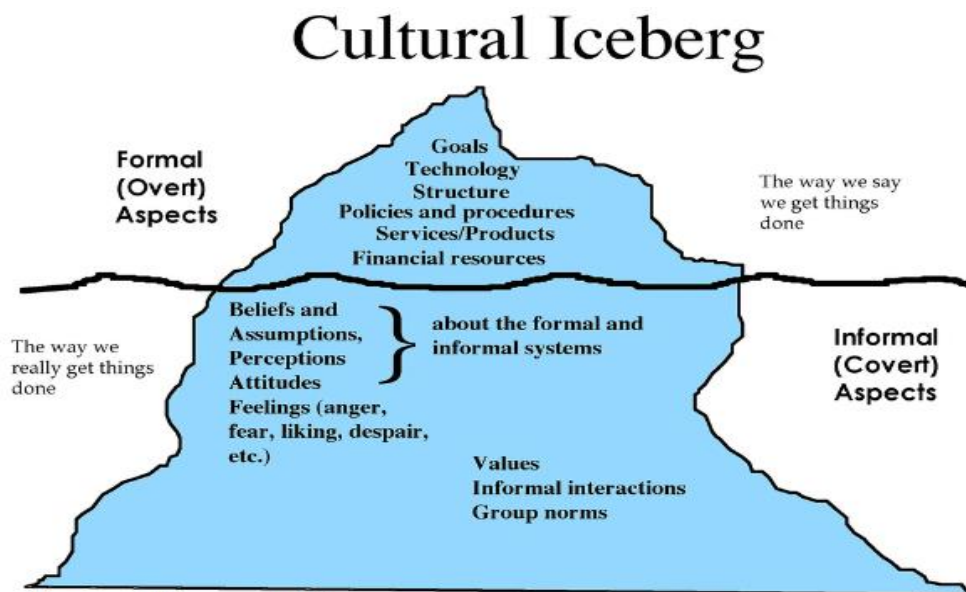 Cultural Iceberg
Formal
(Overt)
Aspects
Goals
Technology
Structure
Policies and procedures
Services/Products
Financial resources
The way we say
we get things
done
The way we
really get things
done
Beliefs and
Assumptions,
Perceptions
Attitudes
Feelings (anger,
fear, liking, despair,
etc.)
about the formal and
informal systems
Values
Informal interactions
Group norms
Informal
(Covert)
Aspects